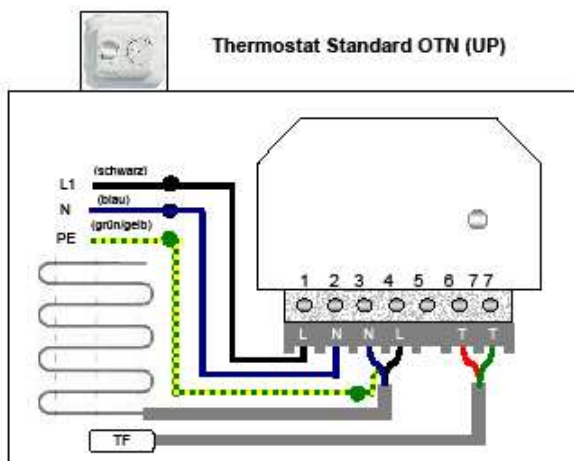 Thermostat Standard OTN (UP)
(schwarz)
L1
(blau)
N
(grün/gelb)
PE
1 2 3 4 5 6 7 7
L N N L T T
TF